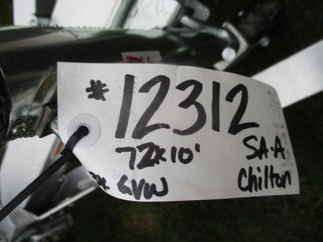 #12312
72x10' SA-A
* GVW Chilton